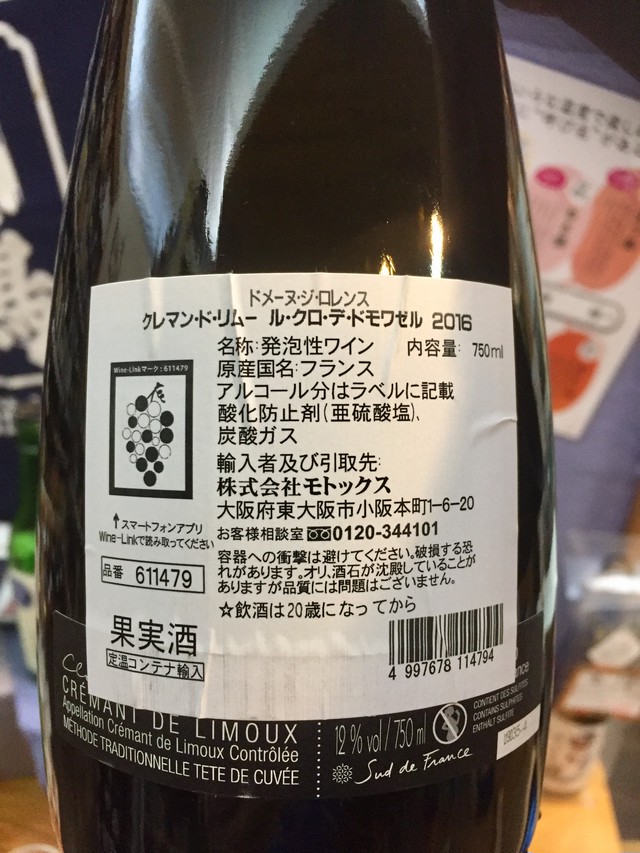 ドメーヌ・ジ・ロレンス
クレマン・ド・リムー ル・クロ・デ・ドモワゼル 2016
名称:発泡性ワイン 内容量: 750ml
原産国名:フランス
アルコール分はラベルに記載
酸化防止剤(亜硫酸塩)、
炭酸ガス
輸入者及び引取先:
株式会社モトックス
大阪府東大阪市小阪本町1-6-20
お客様相談室 0120-344101
容器への衝撃は避けてください。破損する恐
れがあります。オリ、酒石が沈殿していることが
ありますが品質には問題はございません。
☆飲酒は20歳になってから
Wine-Linkマーク:611479
↑スマートフォンアプリ
Wine-Linkで読み取ってください
品番 611479
果実酒
定温コンテナ輸入
4 997678 114794
CRÉMANT DE LIMOUX
Appellation Crémant de Limoux Contrôlée
MÉTHODE TRADITIONNELLE TETE DE CUVÉE
12 % vol / 750 ml
Sud de France
CONTENT DES SULFITES
CONTAINS SULPHITES
ENTHALT SULFITE